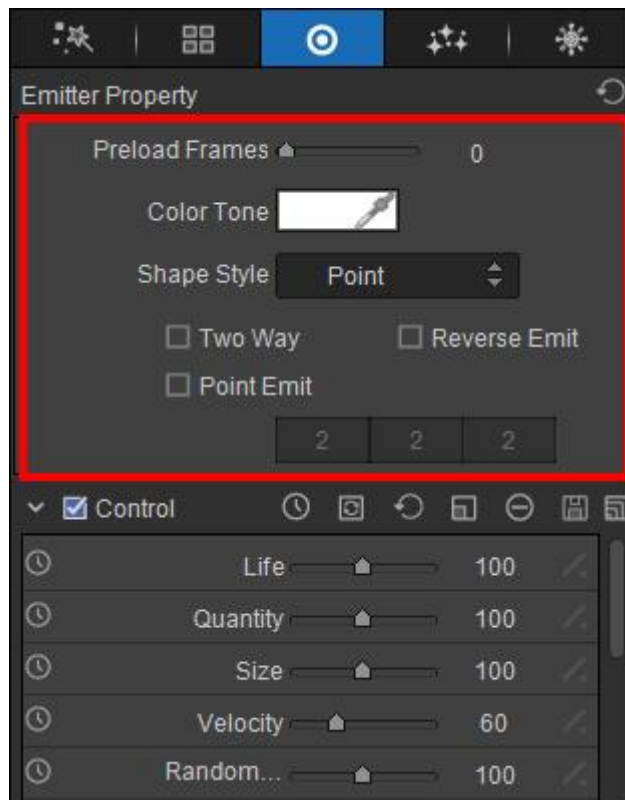 Emitter Property
Preload Frames 0
Color Tone
Shape Style Point
Two Way Reverse Emit
Point Emit
2 2 2
Control
Life 100
Quantity 100
Size 100
Velocity 60
Random... 100